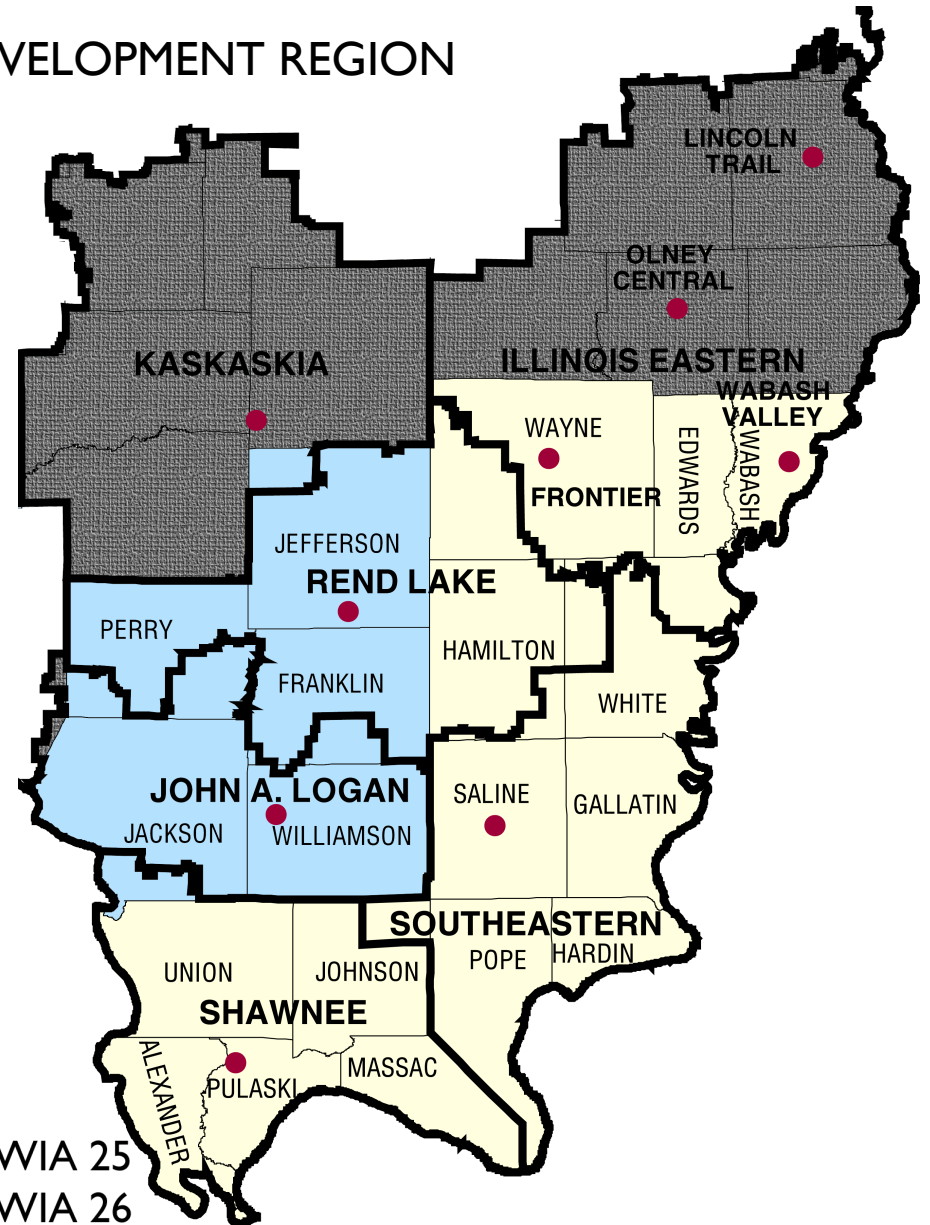 VELOPMENT REGION
LINCOLN
TRAIL
OLNEY
CENTRAL
KASKASKIA
ILLINOIS EASTERN
WABASH
VALLEY
WAYNE
EDWARDS
WABASH
FRONTIER
JEFFERSON
REND LAKE
PERRY
HAMILTON
FRANKLIN
WHITE
JOHN A. LOGAN
SALINE
GALLATIN
JACKSON
WILLIAMSON
SOUTHEASTERN
POPE
HARDIN
UNION
JOHNSON
SHAWNEE
ALEXANDER
PULASKI
MASSAC
WIA 25
WIA 26